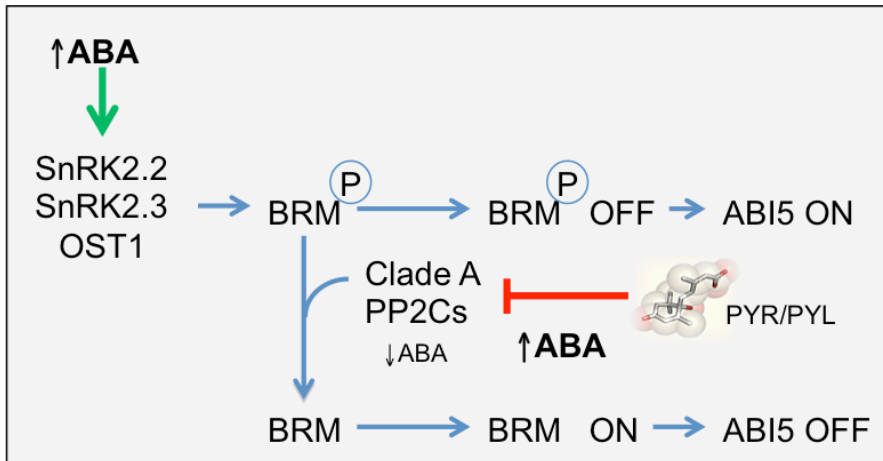 ↑ABA
SnRK2.2
SnRK2.3
OST1
BRM P
BRM P OFF
ABI5 ON
Clade A
PP2Cs
↓ABA
↑ABA
PYR/PYL
BRM
BRM ON
ABI5 OFF